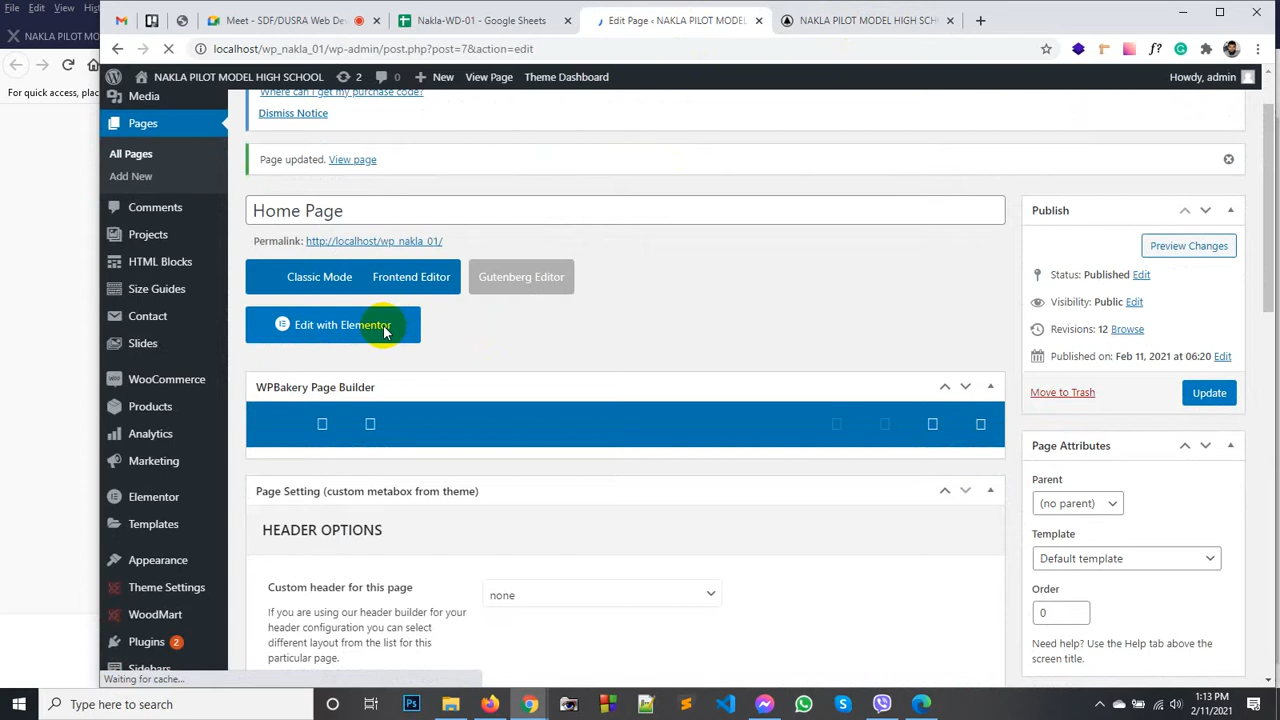 File Edit View His
Meet - SDF/DUSRA Web De
Nakla-WD-01 - Google Sheets
Edit Page ‹ NAKLA PILOT MODEL
NAKLA PILOT MODEL HIGH SCH
NAKLA PILOT M
localhost/wp_nakla_01/wp-admin/post.php?post=7&action=edit
For quick access, plac
NAKLA PILOT MODEL HIGH SCHOOL 2 0 New View Page Theme Dashboard Howdy, admin
Media
Pages
All Pages
Add New
Comments
Projects
HTML Blocks
Size Guides
Contact
Slides
WooCommerce
Products
Analytics
Marketing
Elementor
Templates
Appearance
Theme Settings
WoodMart
Plugins 2
Sidebars
Where can I get my purchase code?
Dismiss Notice
Page updated. View page
Home Page
Permalink: http://localhost/wp_nakla_01/
Classic Mode Frontend Editor Gutenberg Editor
Edit with Elementor
WPBakery Page Builder
Page Setting (custom metabox from theme)
HEADER OPTIONS
Custom header for this page
none
If you are using our header builder for your
header configuration you can select
different layout from the list for this
particular page.
Publish
Preview Changes
Status: Published Edit
Visibility: Public Edit
Revisions: 12 Browse
Published on: Feb 11, 2021 at 06:20 Edit
Move to Trash
Update
Page Attributes
Parent
(no parent)
Template
Default template
Order
0
Need help? Use the Help tab above the
screen title.
Waiting for cache...
Type here to search
1:13 PM
2/11/2021